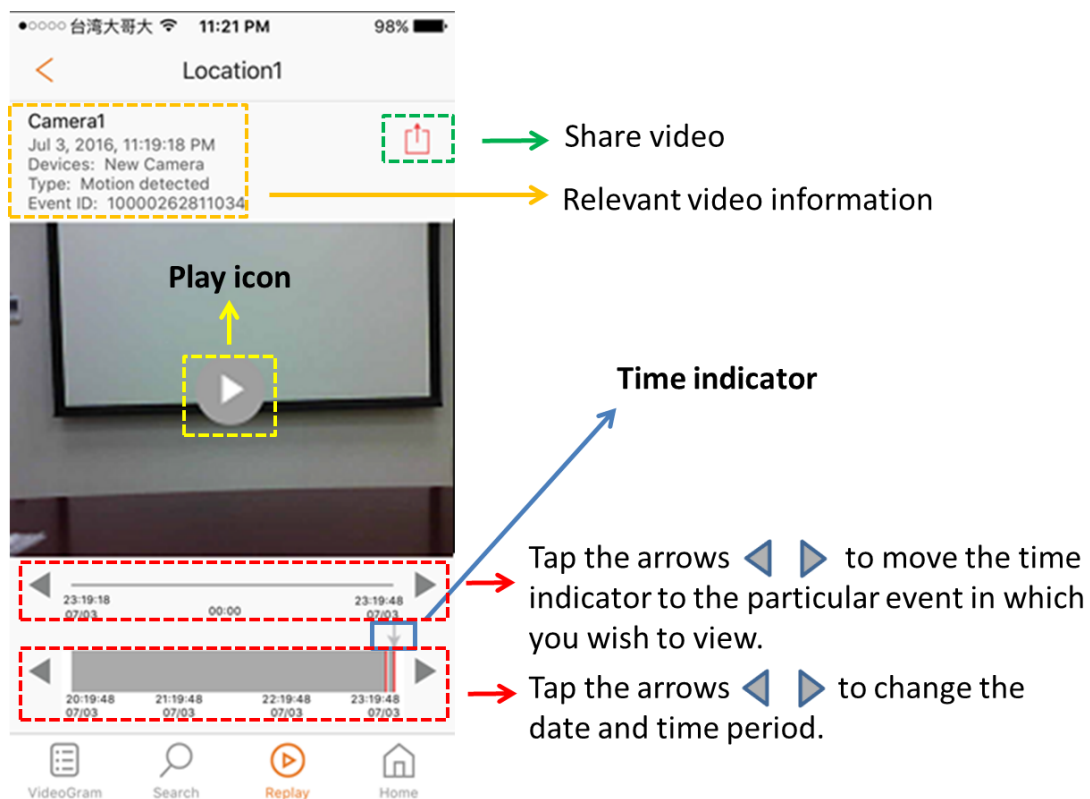 台湾大哥大 11:21 PM 98%
Location1
Camera1
Jul 3, 2016, 11:19:18 PM
Devices: New Camera
Type: Motion detected
Event ID: 10000262811034
Share video
Relevant video information
Play icon
Time indicator
23:19:18
07/03
00:00
23:19:48
07/03
Tap the arrows to move the time
indicator to the particular event in which
you wish to view.
20:19:48 21:19:48 22:19:48 23:19:48
07/03 07/03 07/03 07/03
Tap the arrows to change the
date and time period.
VideoGram Search Replay Home